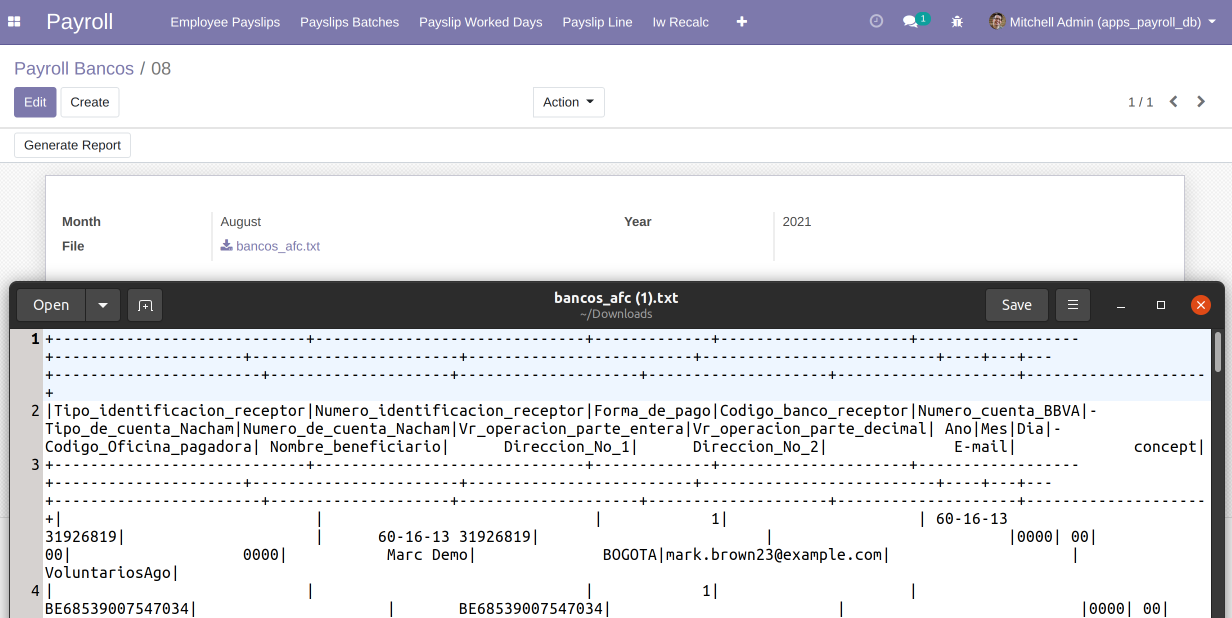 Payroll Employee Payslips Payslips Batches Payslip Worked Days Payslip Line Iw Recalc + 1 Mitchell Admin (apps_payroll_db)
Payroll Bancos / 08
Edit Create Action 1 / 1
Generate Report
Month August Year 2021
File bancos_afc.txt
Open bancos_afc (1).txt Save
~/Downloads
1 +----------------------------+------------------------------+-------------+---------------------+------------------
+---------------------+-----------------------+-------------------------+--------------------------+----+---+---
+-----------------------+--------------------+--------------------+--------------------+--------------------+--------------------
+
2 |Tipo_identificacion_receptor|Numero_identificacion_receptor|Forma_de_pago|Codigo_banco_receptor|Numero_cuenta_BBVA|-
Tipo_de_cuenta_Nacham|Numero_de_cuenta_Nacham|Vr_operacion_parte_entera|Vr_operacion_parte_decimal| Ano|Mes|Dia|-
Codigo_Oficina_pagadora| Nombre_beneficiario| Direccion_No_1| Direccion_No_2| E-mail| concept|
3 +----------------------------+------------------------------+-------------+---------------------+------------------
+---------------------+-----------------------+-------------------------+--------------------------+----+---+---
+-----------------------+--------------------+--------------------+--------------------+--------------------+--------------------
+| | | 1| | 60-16-13
31926819| | 60-16-13 31926819| | |0000| 00|
00| 0000| Marc Demo| BOGOTA|mark.brown23@example.com| |
VoluntariosAgo|
4 | | | 1| |
BE68539007547034| | BE68539007547034| | |0000| 00|